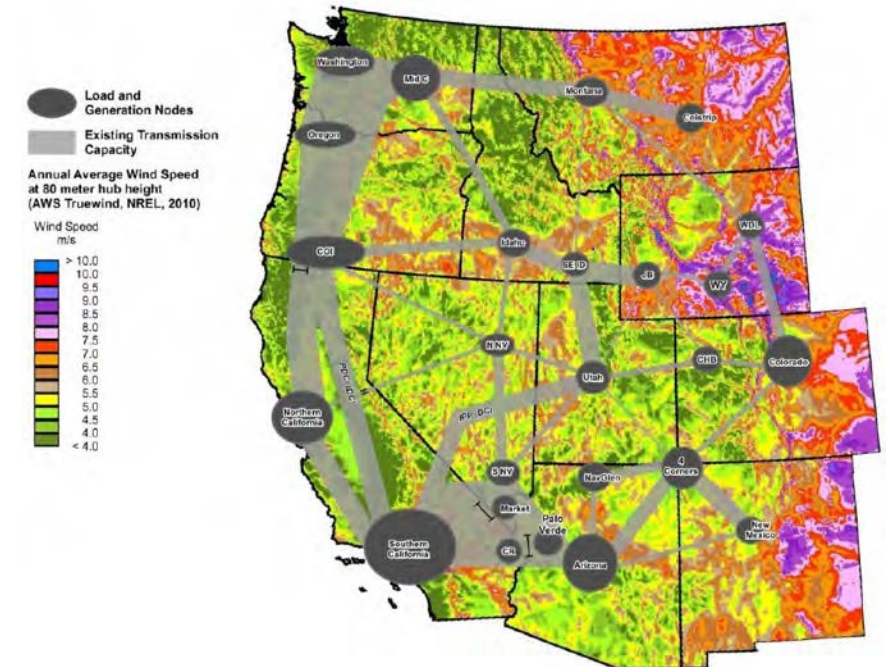 Load and
Generation Nodes
Existing Transmission
Capacity
Annual Average Wind Speed
at 80 meter hub height
(AWS Truewind, NREL, 2010)
Wind Speed
m/s
> 10.0
10.0
9.5
9.0
8.5
8.0
7.5
7.0
6.5
6.0
5.5
5.0
4.5
4.0
< 4.0
Washington
Mid C
Montana
Colstrip
Oregon
COI
Idaho
SE ID
JB
WY
N NV
Utah
CHB
Colorado
IPP (DC)
Northern
California
S NV
NavGlen
4
Corners
Market
Palo
Verde
New
Mexico
Southern
California
CR
Arizona